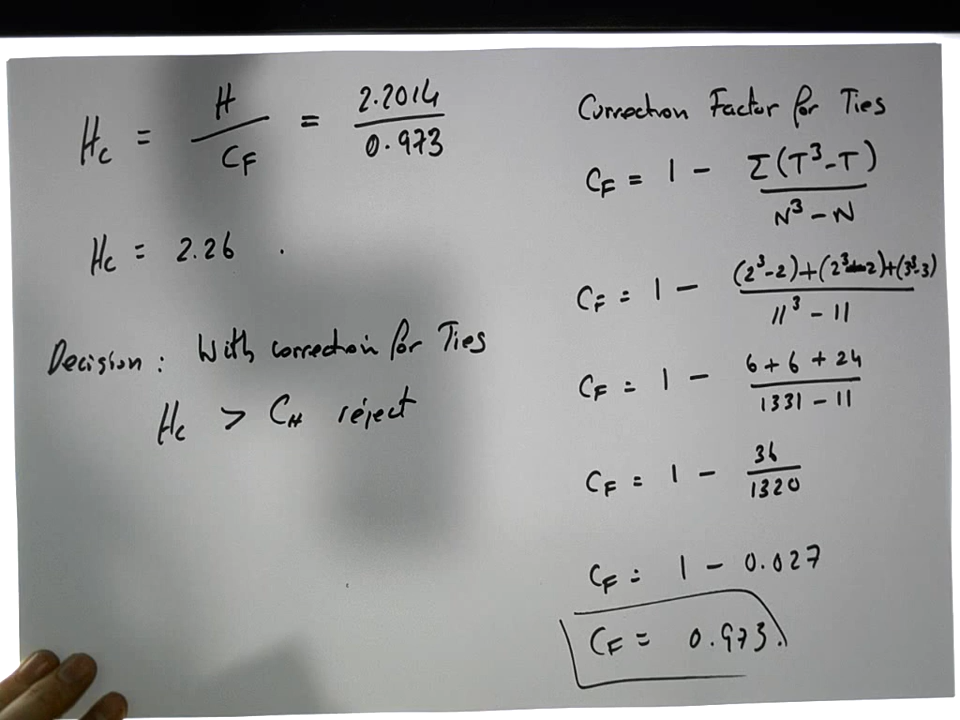 Hc = H / CF = 2.2014 / 0.973
Hc = 2.26 .
Decision : With correction for Ties
Hc > CH reject
Correction Factor for Ties
CF = 1 - Σ(T³-T) / N³-N
CF = 1 - (2³-2)+(2³-2)+(3³-3) / 11³-11
CF = 1 - 6+6+24 / 1331-11
CF = 1 - 36 / 1320
CF = 1 - 0.027
CF = 0.973.